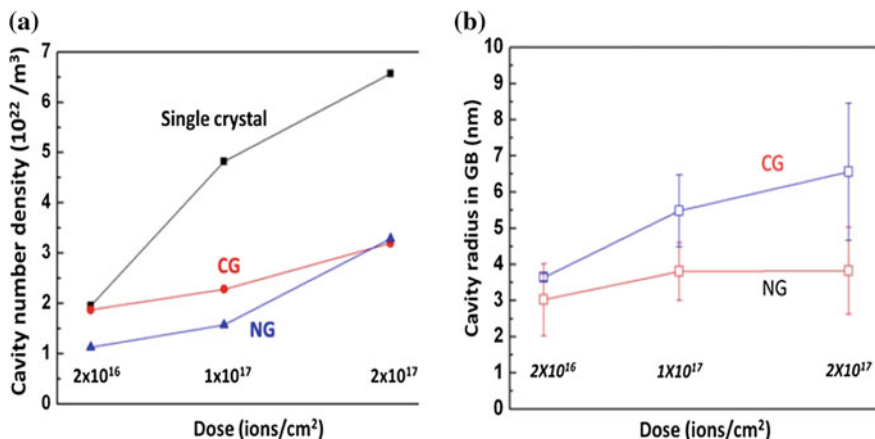 (a)
Cavity number density (10²² /m³)
7
6
5
4
3
2
1
0
Single crystal
CG
NG
2x10¹⁶
1x10¹⁷
2x10¹⁷
Dose (ions/cm²)
(b)
Cavity radius in GB (nm)
10
9
8
7
6
5
4
3
2
1
0
CG
NG
2X10¹⁶
1X10¹⁷
2X10¹⁷
Dose (ions/cm²)